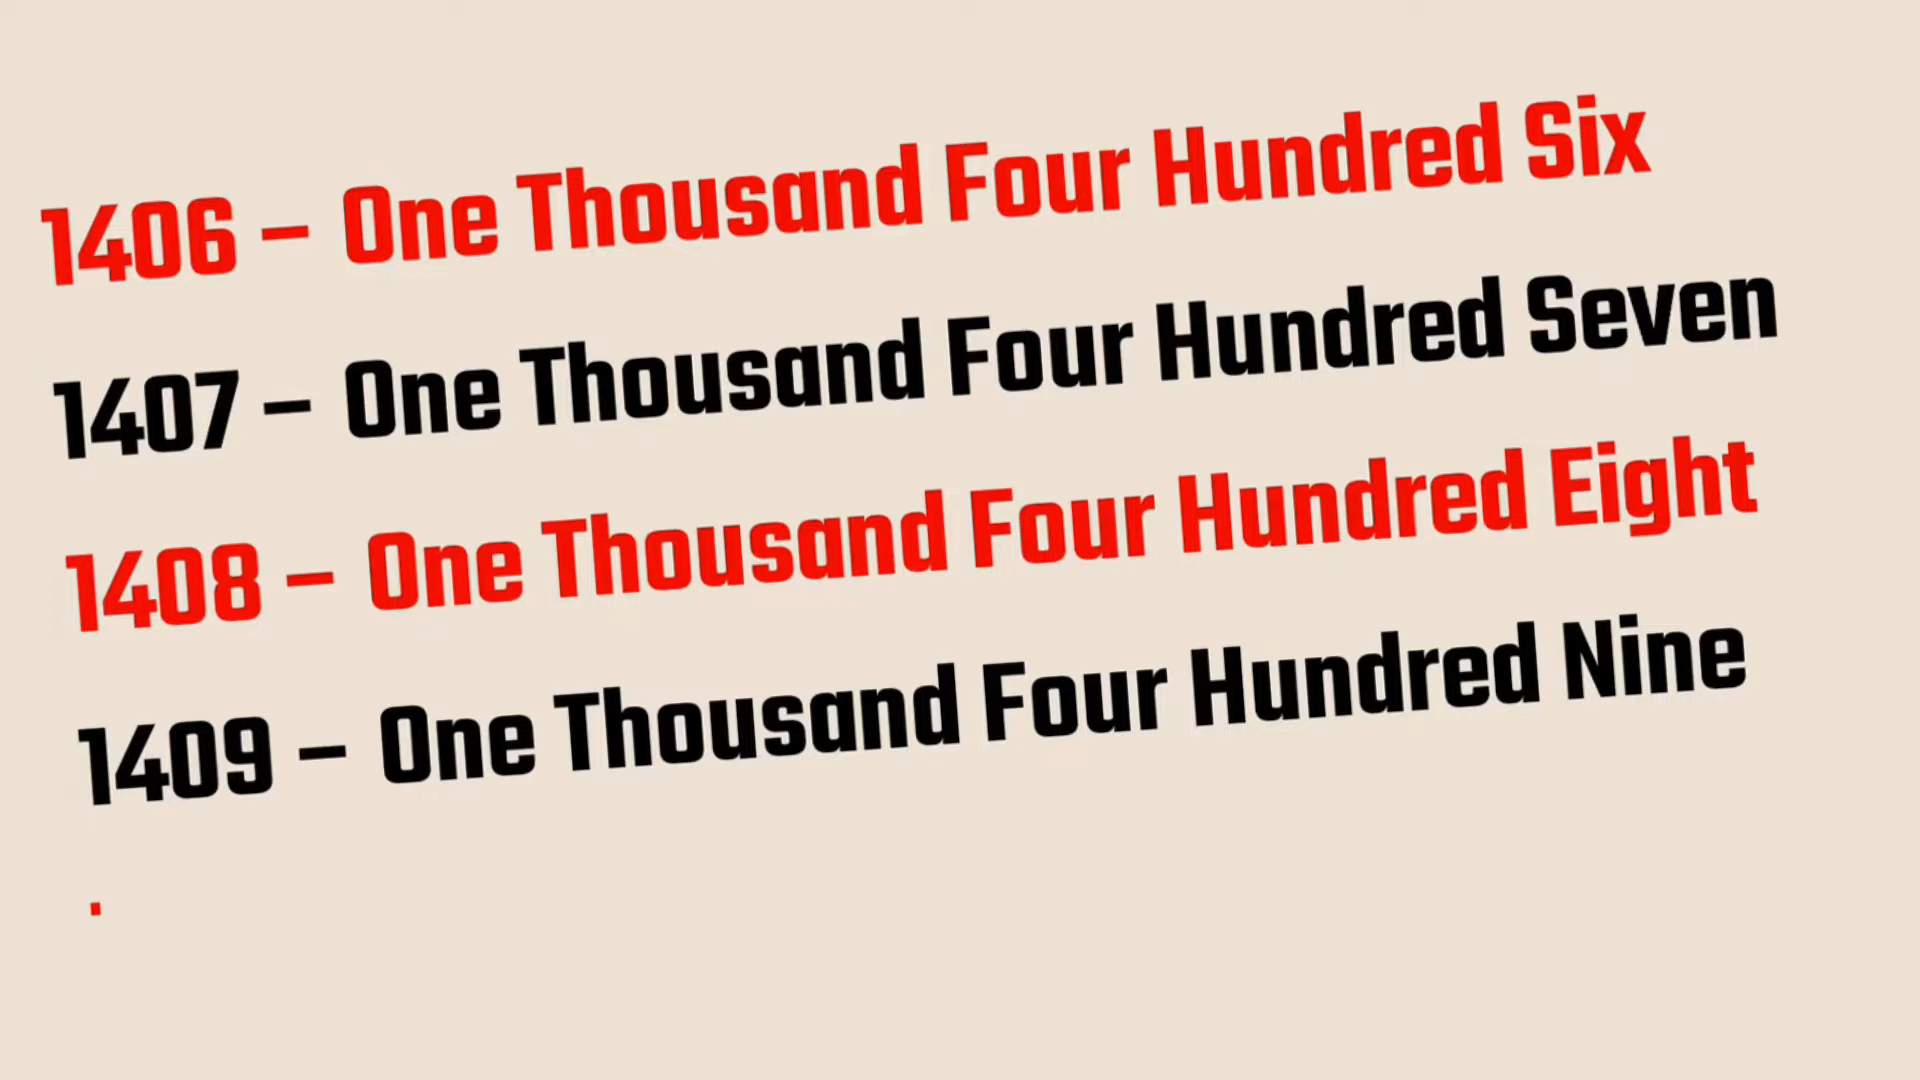 1406 – One Thousand Four Hundred Six
1407 – One Thousand Four Hundred Seven
1408 – One Thousand Four Hundred Eight
1409 – One Thousand Four Hundred Nine
.